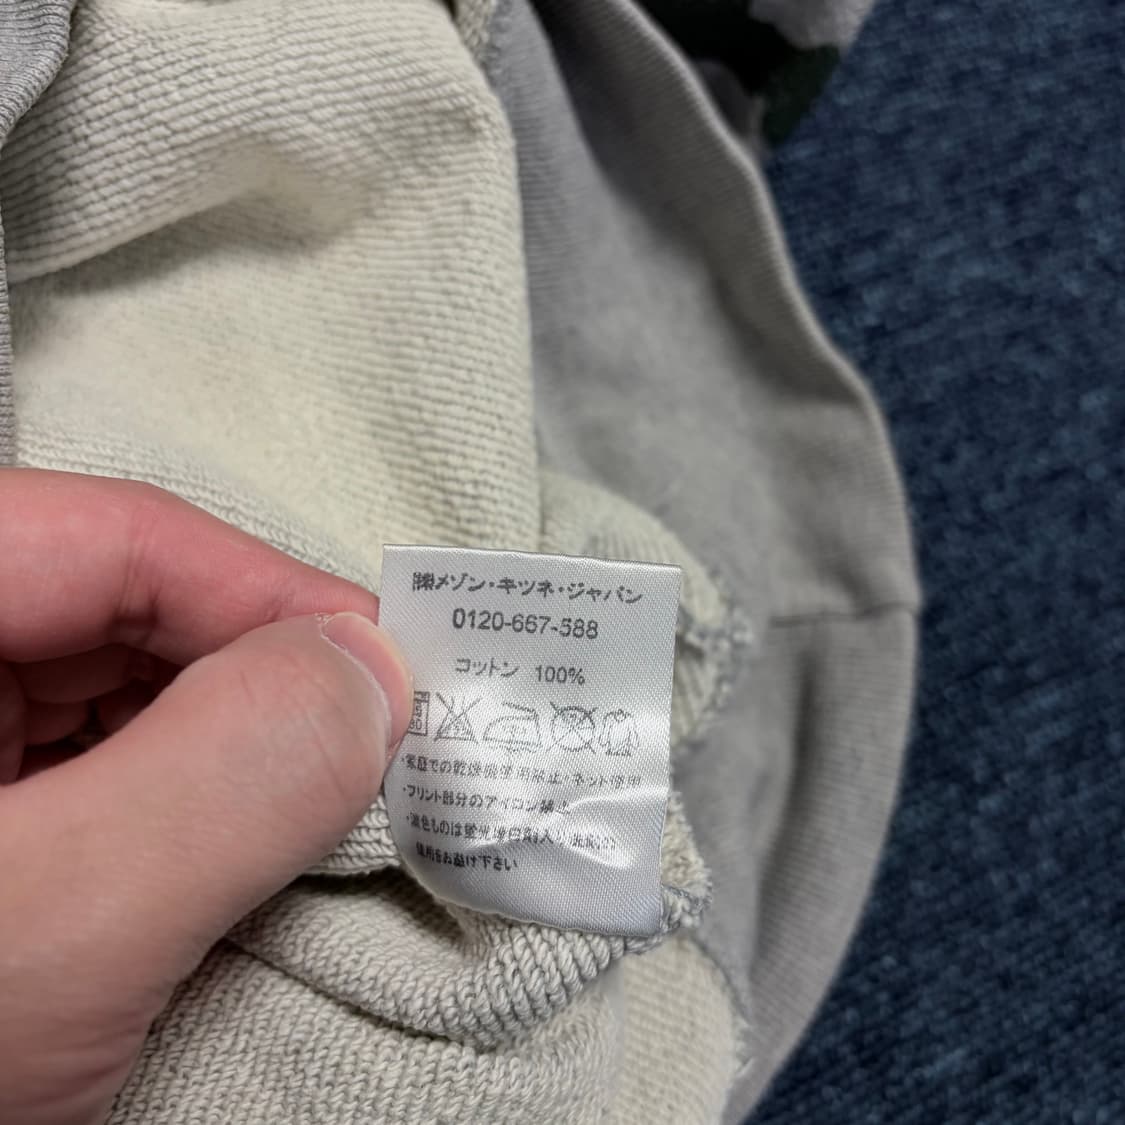 ㈱メゾン・キツネ・ジャパン
0120-667-588
コットン 100%
・家庭での乾燥機使用禁止・ネット使用
・プリント部分のアイロン禁止
・濃色ものは蛍光増白剤入り洗剤の
使用をお避け下さい